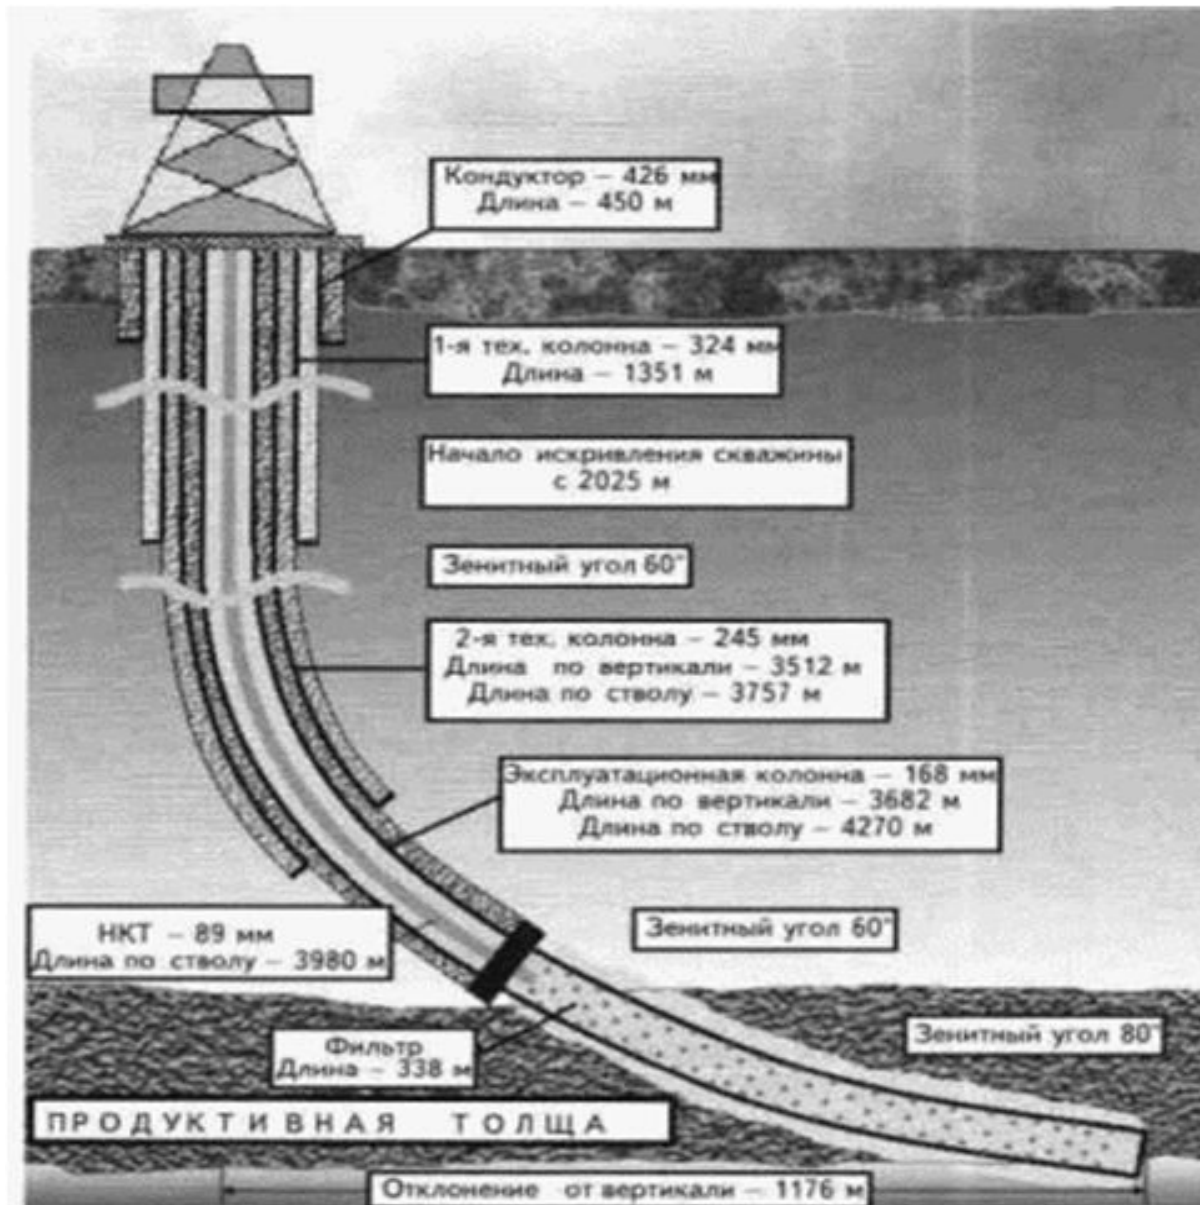 Кондуктор – 426 мм
Длина – 450 м
1-я тех. колонна – 324 мм
Длина – 1351 м
Начало искривления скважины
с 2025 м
Зенитный угол 60°
2-я тех. колонна – 245 мм
Длина по вертикали – 3512 м
Длина по стволу – 3757 м
Эксплуатационная колонна – 168 мм
Длина по вертикали – 3682 м
Длина по стволу – 4270 м
НКТ – 89 мм
Длина по стволу – 3980 м
Зенитный угол 60°
Зенитный угол 80°
Фильтр
Длина – 338 м
ПРОДУКТИВНАЯ ТОЛЩА
Отклонение от вертикали – 1176 м